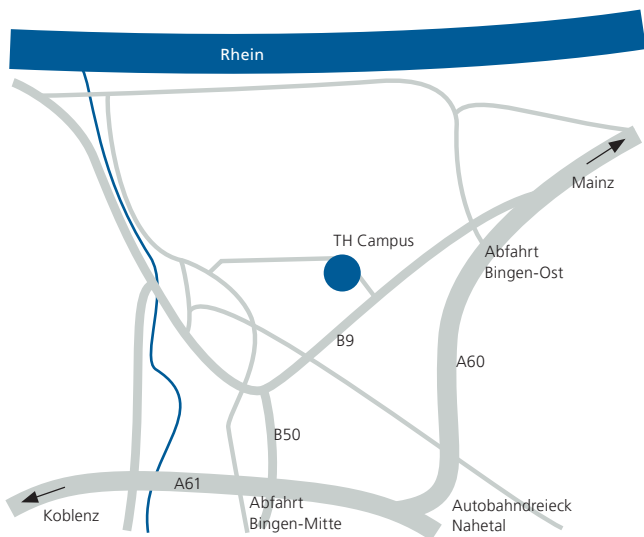 Rhein
Mainz
TH Campus
Abfahrt
Bingen-Ost
B9
A60
B50
A61
Koblenz
Abfahrt
Bingen-Mitte
Autobahndreieck
Nahetal